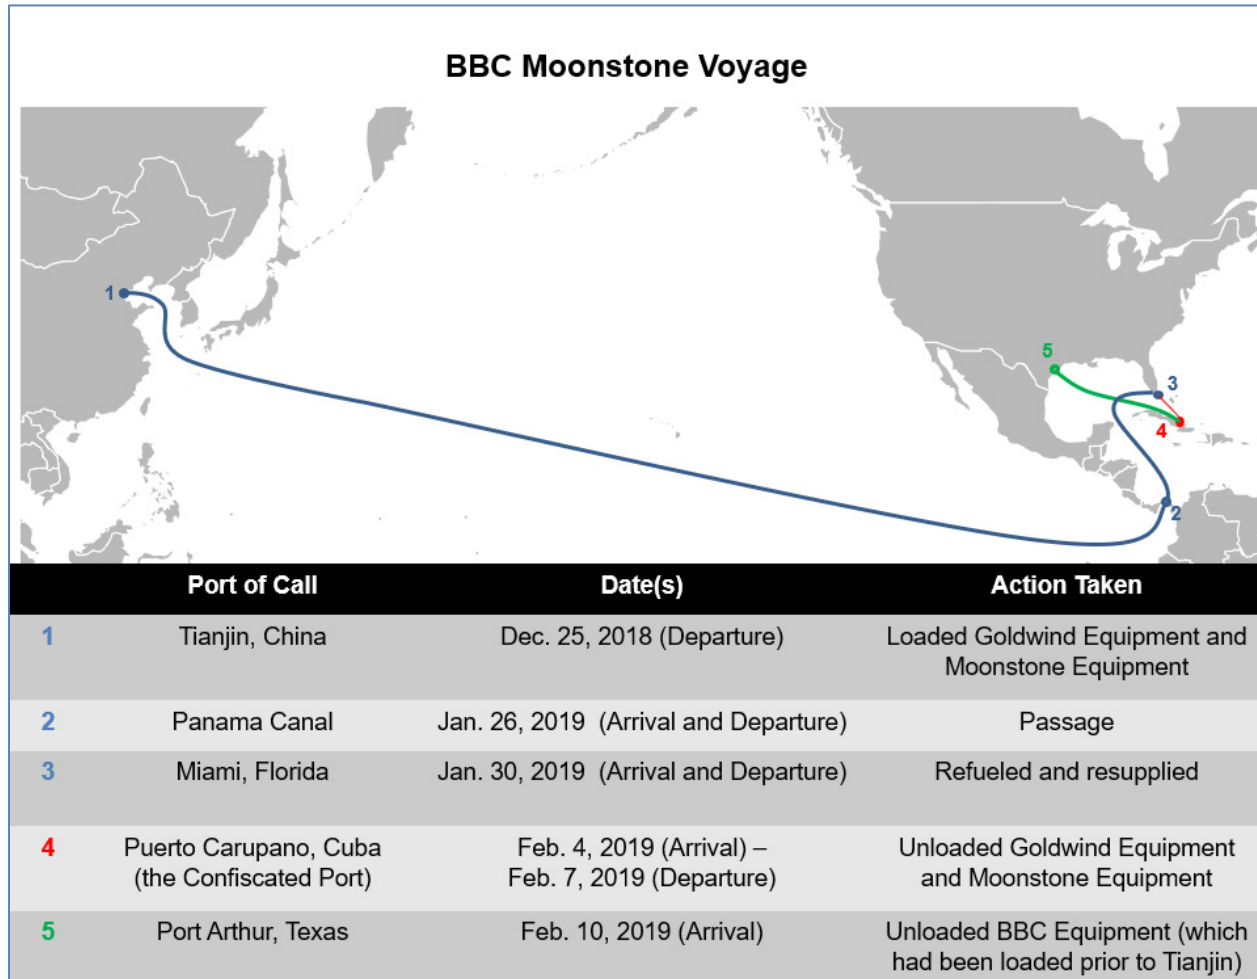 BBC Moonstone Voyage
1
5
3
4
2
Port of Call Date(s) Action Taken
1 Tianjin, China Dec. 25, 2018 (Departure) Loaded Goldwind Equipment and
Moonstone Equipment
2 Panama Canal Jan. 26, 2019 (Arrival and Departure) Passage
3 Miami, Florida Jan. 30, 2019 (Arrival and Departure) Refueled and resupplied
4 Puerto Carupano, Cuba Feb. 4, 2019 (Arrival) – Unloaded Goldwind Equipment
(the Confiscated Port) Feb. 7, 2019 (Departure) and Moonstone Equipment
5 Port Arthur, Texas Feb. 10, 2019 (Arrival) Unloaded BBC Equipment (which
had been loaded prior to Tianjin)